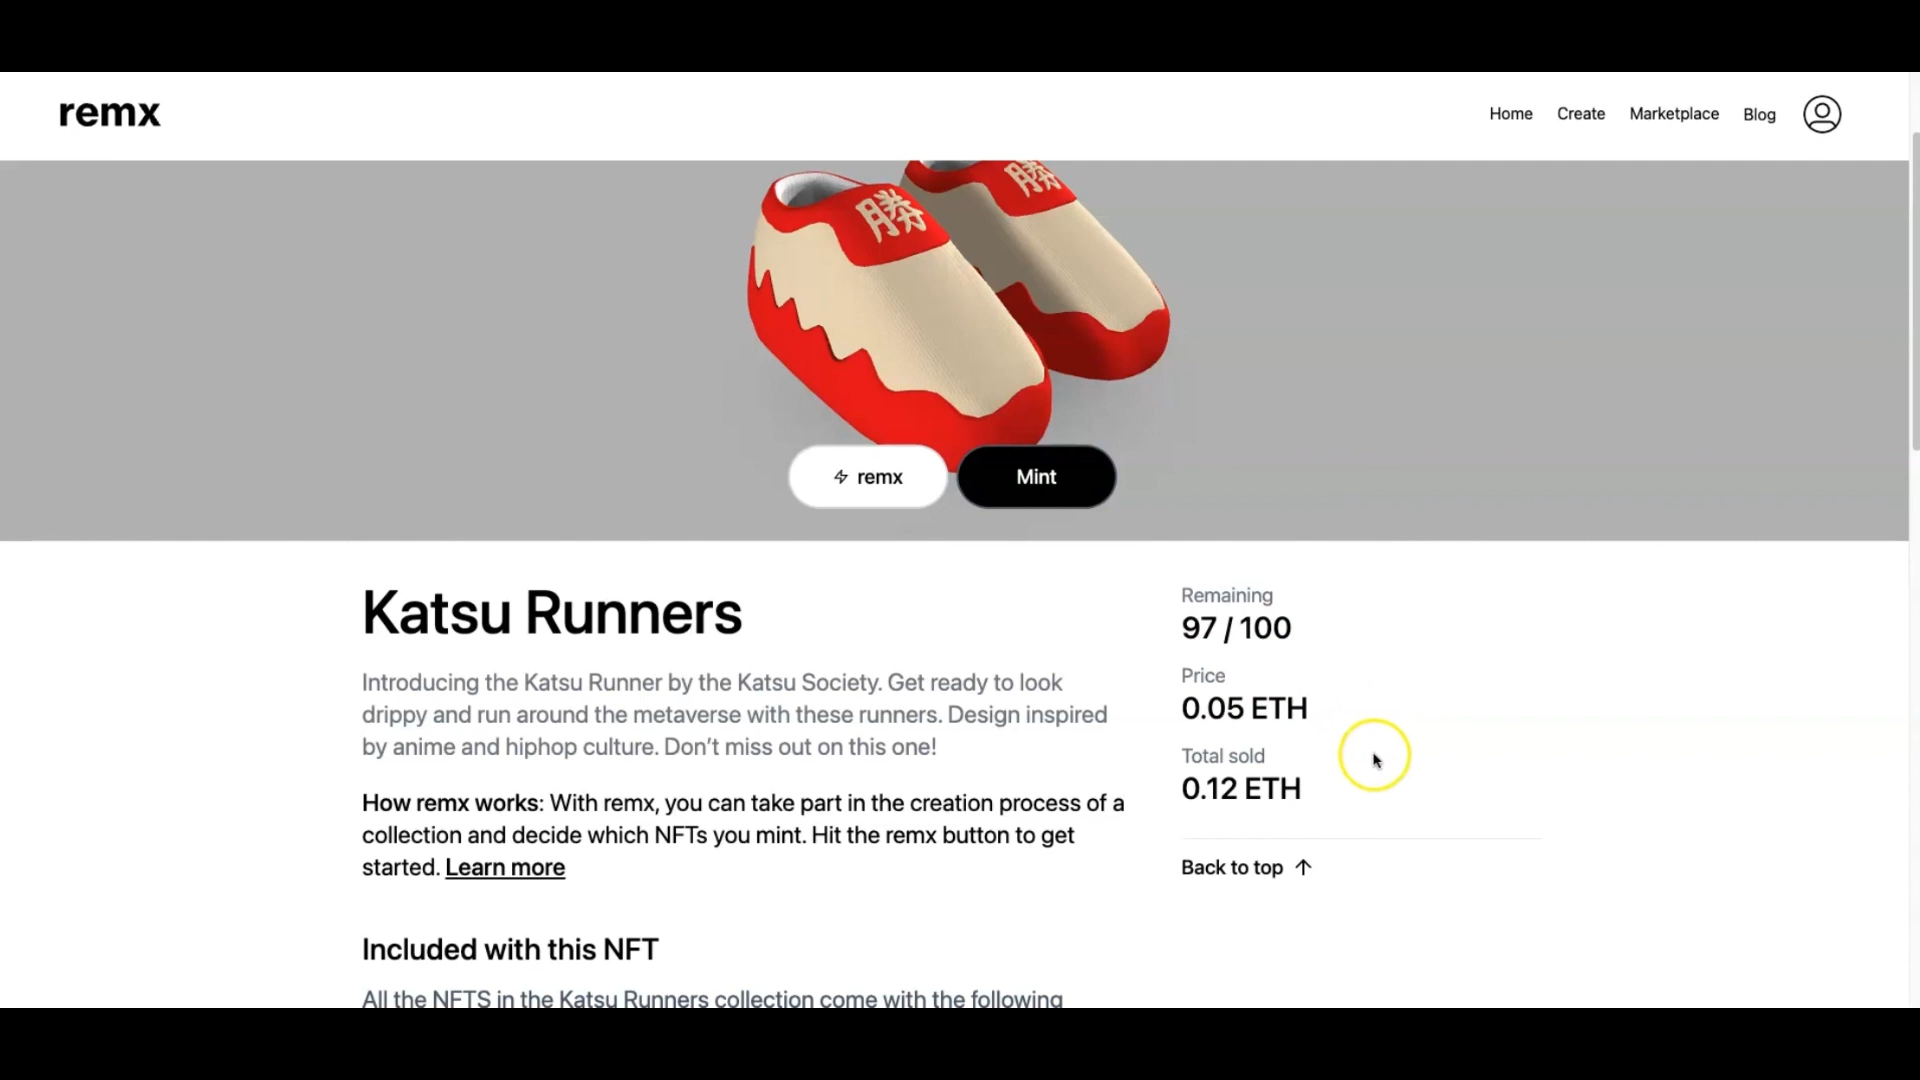 remx
Home Create Marketplace Blog
勝 勝
remx Mint
Katsu Runners
Introducing the Katsu Runner by the Katsu Society. Get ready to look
drippy and run around the metaverse with these runners. Design inspired
by anime and hiphop culture. Don’t miss out on this one!
How remx works: With remx, you can take part in the creation process of a
collection and decide which NFTs you mint. Hit the remx button to get
started. Learn more
Included with this NFT
All the NFTS in the Katsu Runners collection come with the following
Remaining
97 / 100
Price
0.05 ETH
Total sold
0.12 ETH
Back to top ↑